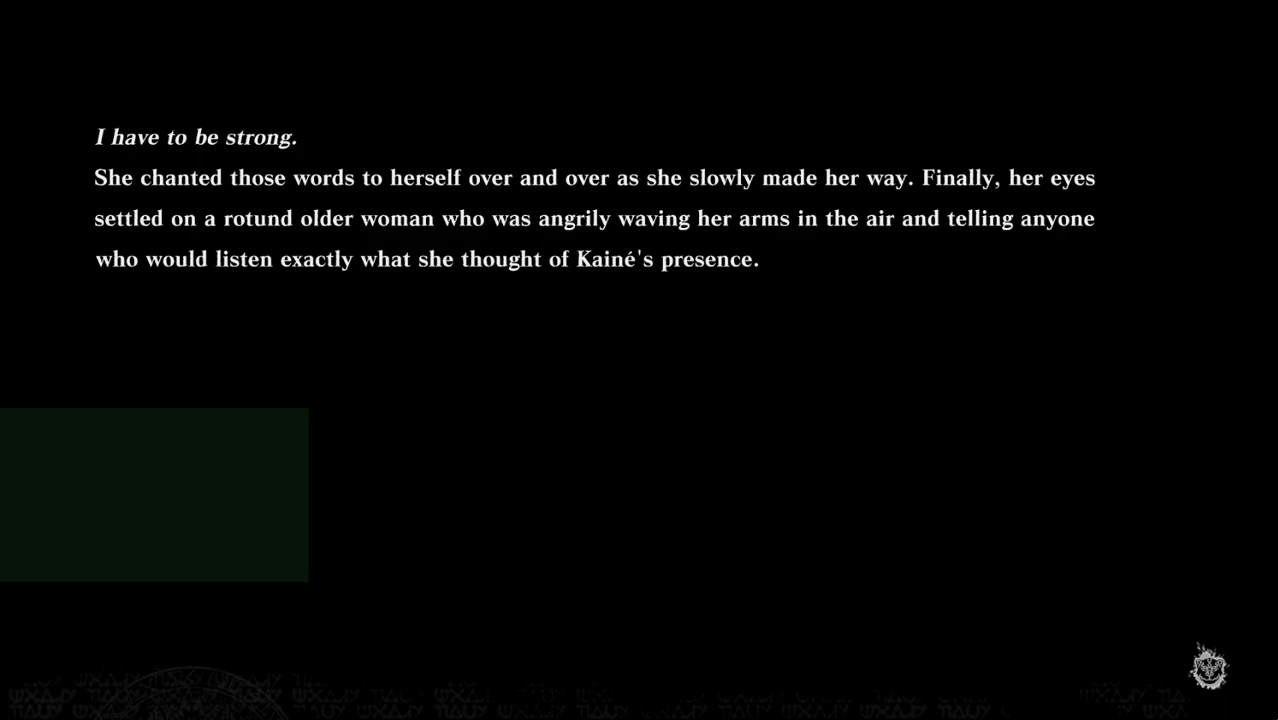 I have to be strong.
She chanted those words to herself over and over as she slowly made her way. Finally, her eyes
settled on a rotund older woman who was angrily waving her arms in the air and telling anyone
who would listen exactly what she thought of Kainé's presence.